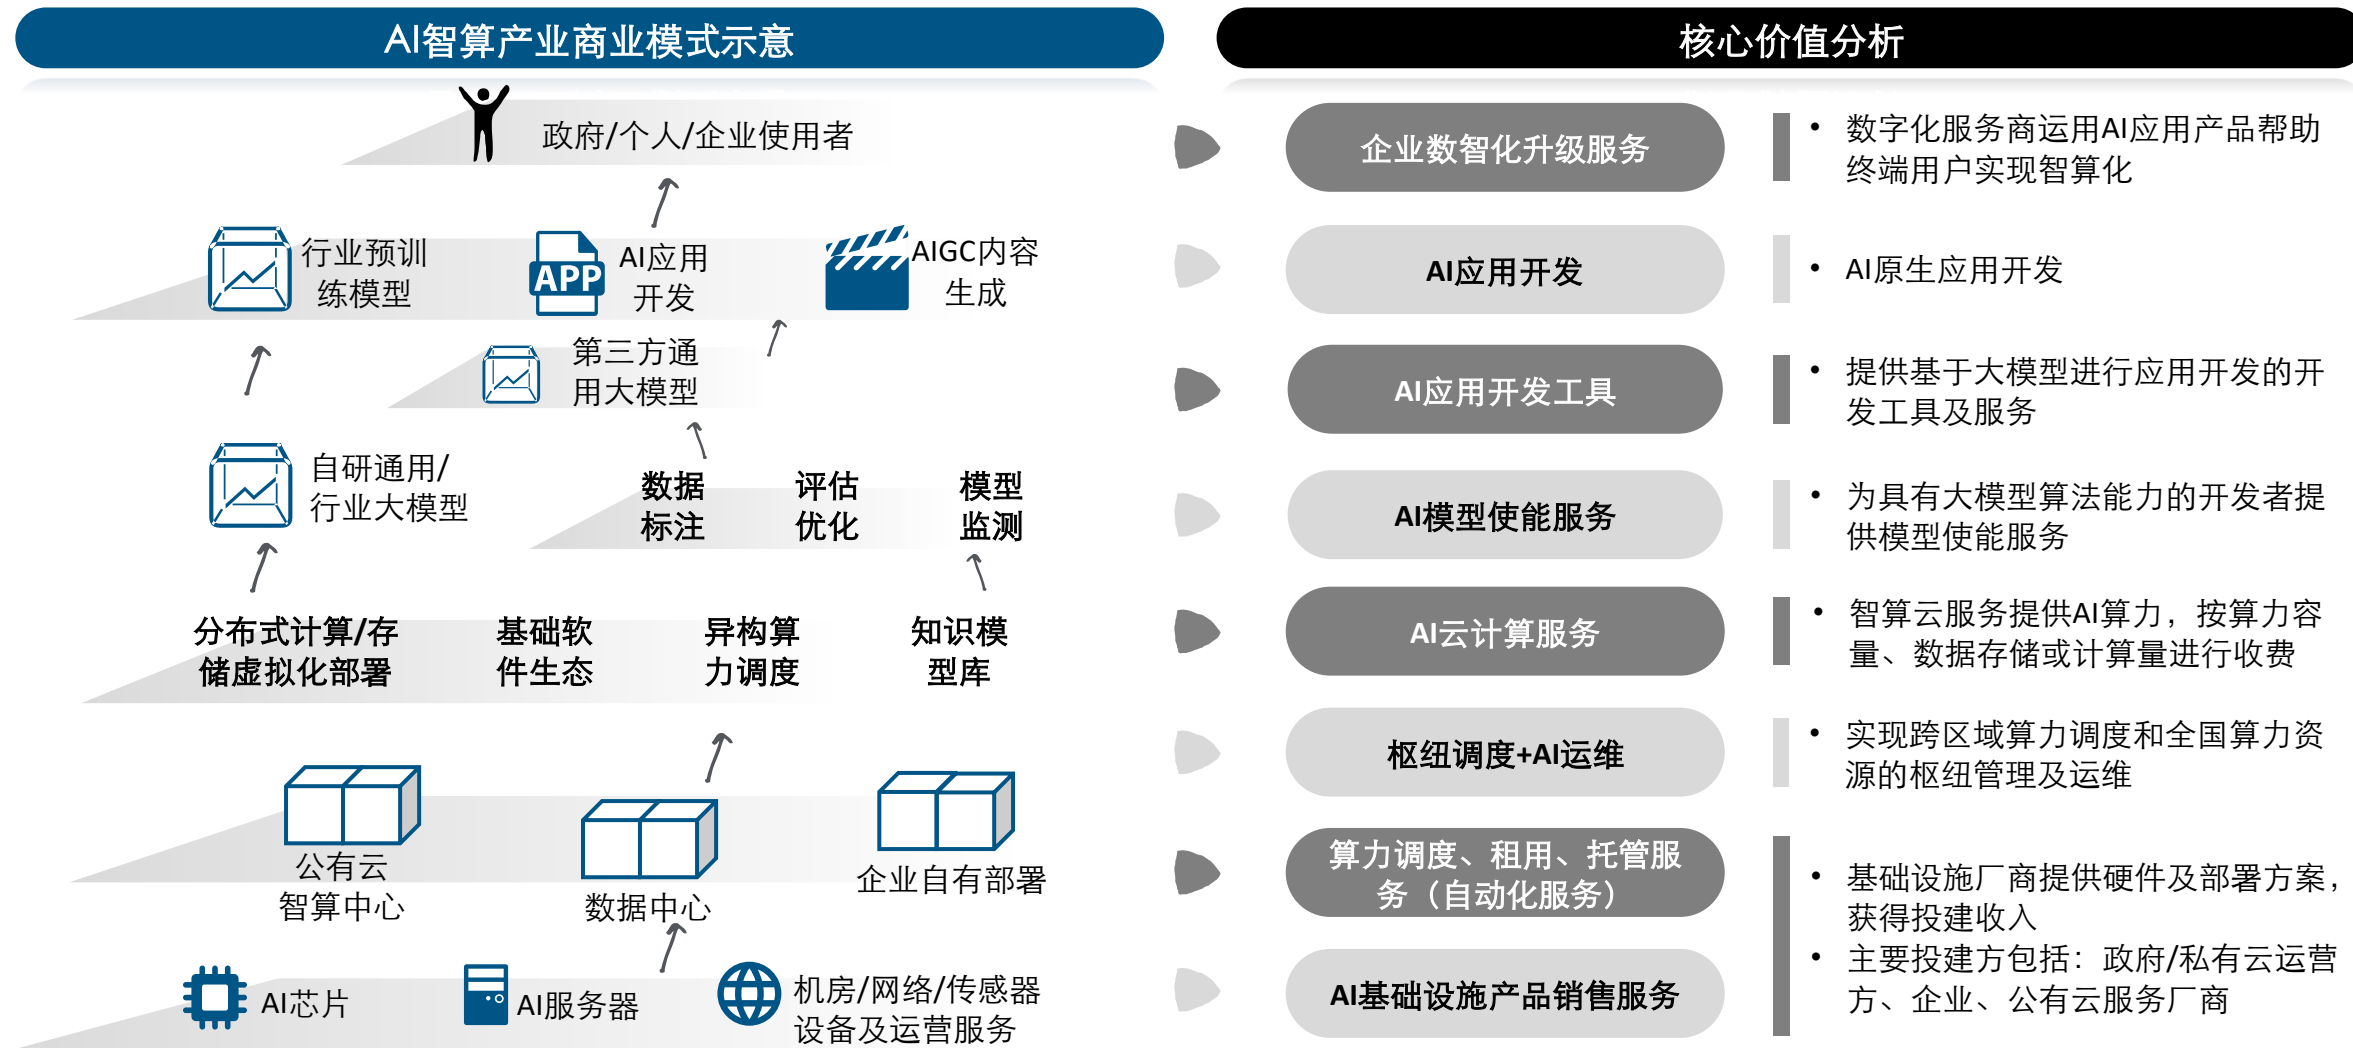 AI智算产业商业模式示意
政府/个人/企业使用者
行业预训
练模型
APP
AI应用
开发
AIGC内容
生成
第三方通
用大模型
自研通用/
行业大模型
数据
标注
评估
优化
模型
监测
分布式计算/存
储虚拟化部署
基础软
件生态
异构算
力调度
知识模
型库
公有云
智算中心
数据中心
企业自有部署
AI芯片
AI服务器
机房/网络/传感器
设备及运营服务
核心价值分析
企业数智化升级服务
• 数字化服务商运用AI应用产品帮助
终端用户实现智算化
AI应用开发
• AI原生应用开发
AI应用开发工具
• 提供基于大模型进行应用开发的开
发工具及服务
AI模型使能服务
• 为具有大模型算法能力的开发者提
供模型使能服务
AI云计算服务
• 智算云服务提供AI算力，按算力容
量、数据存储或计算量进行收费
枢纽调度+AI运维
• 实现跨区域算力调度和全国算力资
源的枢纽管理及运维
算力调度、租用、托管服
务（自动化服务）
AI基础设施产品销售服务
• 基础设施厂商提供硬件及部署方案，
获得投建收入
• 主要投建方包括：政府/私有云运营
方、企业、公有云服务厂商